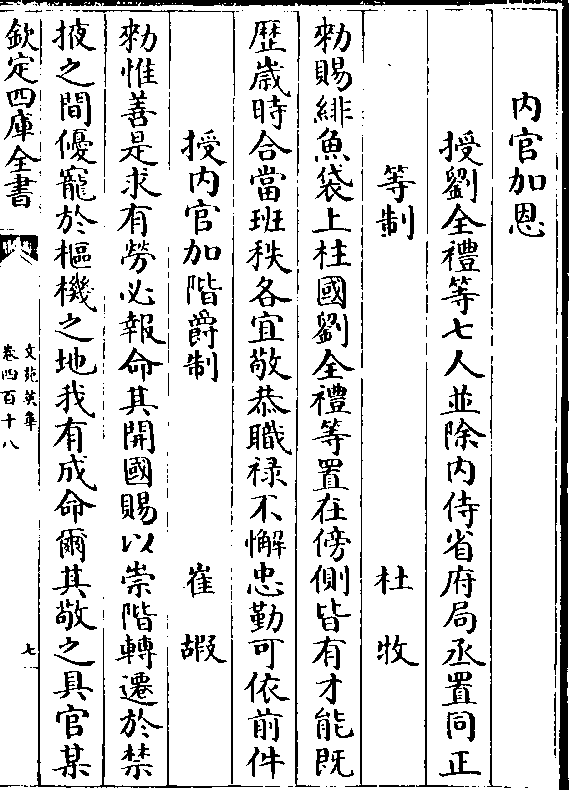 内官加恩
授劉全禮等七人並除内侍省府局丞置同正
等制　杜牧
勑賜緋魚袋上柱國劉全禮等置在傍側皆有才能既
歴歲時合當班秩各宜敬恭職禄不懈忠勤可依前件
授内官加階爵制　崔嘏
勑惟善是求有勞必報命其開國賜以崇階轉遷於禁
掖之間優寵於樞機之地我有成命爾其敬之具官某
欽定四庫全書
文苑英華
卷四百十八
七